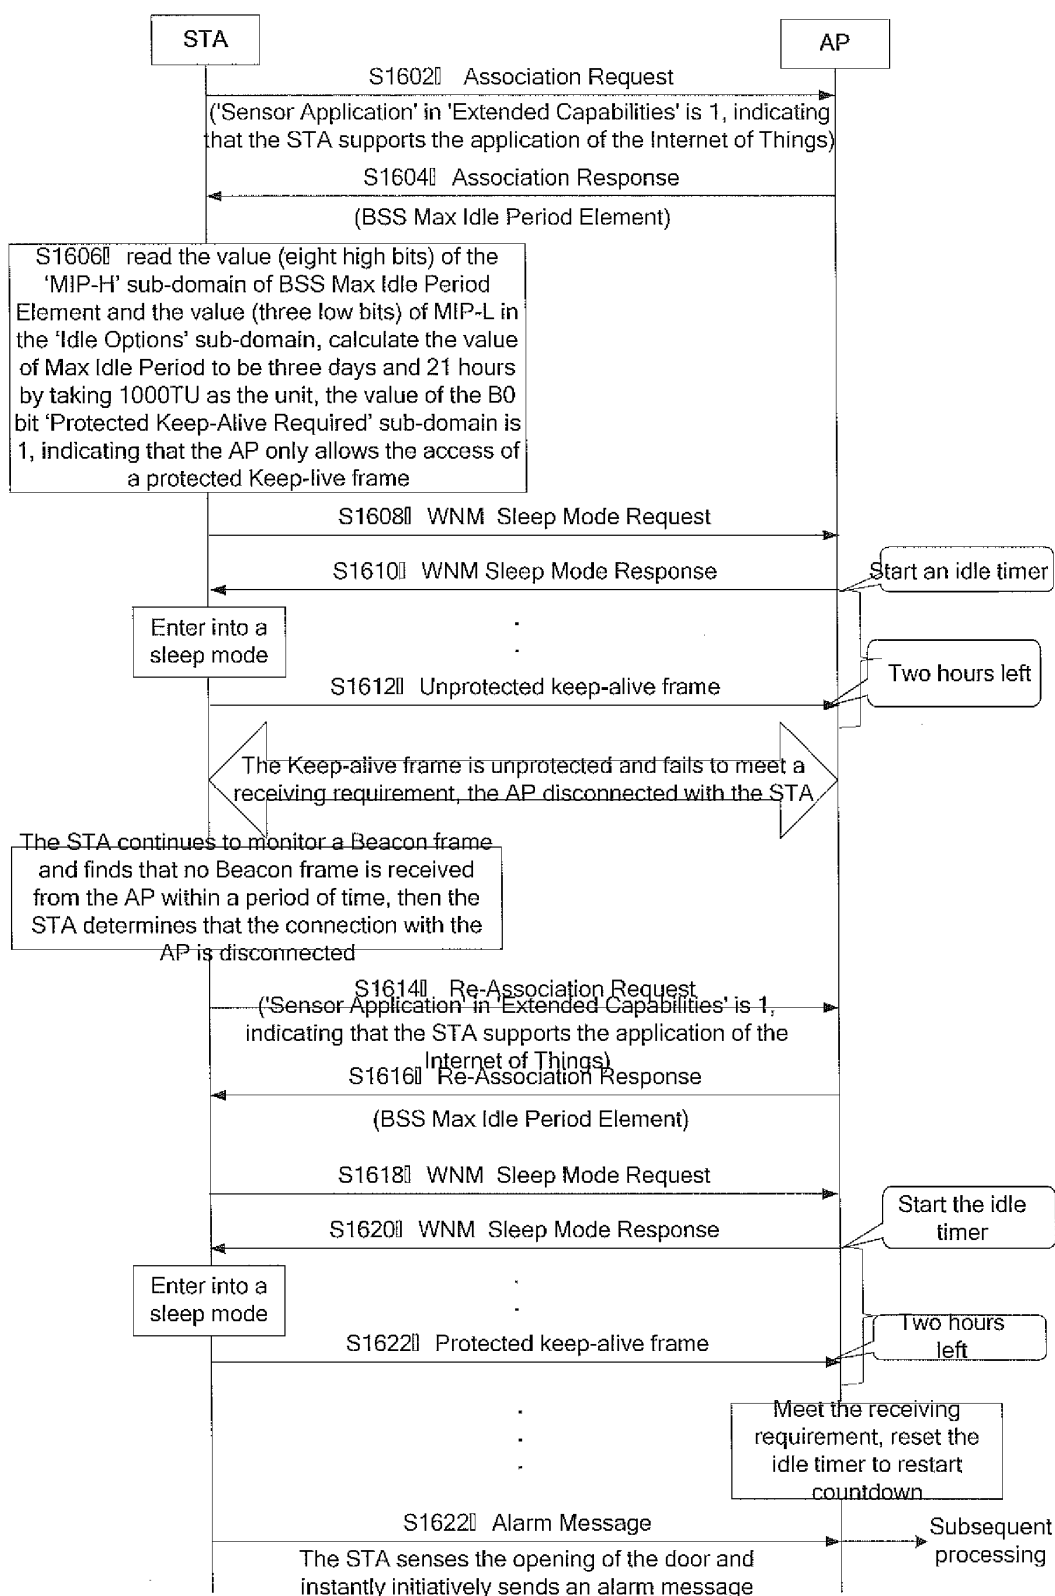 STA
AP
S1602▯ Association Request
('Sensor Application' in 'Extended Capabilities' is 1, indicating
that the STA supports the application of the Internet of Things)
S1604▯ Association Response
(BSS Max Idle Period Element)
S1606▯ read the value (eight high bits) of the
'MIP-H' sub-domain of BSS Max Idle Period
Element and the value (three low bits) of MIP-L in
the 'Idle Options' sub-domain, calculate the value
of Max Idle Period to be three days and 21 hours
by taking 1000TU as the unit, the value of the B0
bit 'Protected Keep-Alive Required' sub-domain is
1, indicating that the AP only allows the access of
a protected Keep-live frame
S1608▯ WNM Sleep Mode Request
S1610▯ WNM Sleep Mode Response
Start an idle timer
Enter into a
sleep mode
Two hours left
S1612▯ Unprotected keep-alive frame
The Keep-alive frame is unprotected and fails to meet a
receiving requirement, the AP disconnected with the STA
The STA continues to monitor a Beacon frame
and finds that no Beacon frame is received
from the AP within a period of time, then the
STA determines that the connection with the
AP is disconnected
S1614▯ Re-Association Request
('Sensor Application' in 'Extended Capabilities' is 1,
indicating that the STA supports the application of the
Internet of Things)
S1616▯ Re-Association Response
(BSS Max Idle Period Element)
S1618▯ WNM Sleep Mode Request
Start the idle
timer
S1620▯ WNM Sleep Mode Response
Enter into a
sleep mode
Two hours
left
S1622▯ Protected keep-alive frame
Meet the receiving
requirement, reset the
idle timer to restart
countdown
S1622▯ Alarm Message
Subsequent
processing
The STA senses the opening of the door and
instantly initiatively sends an alarm message